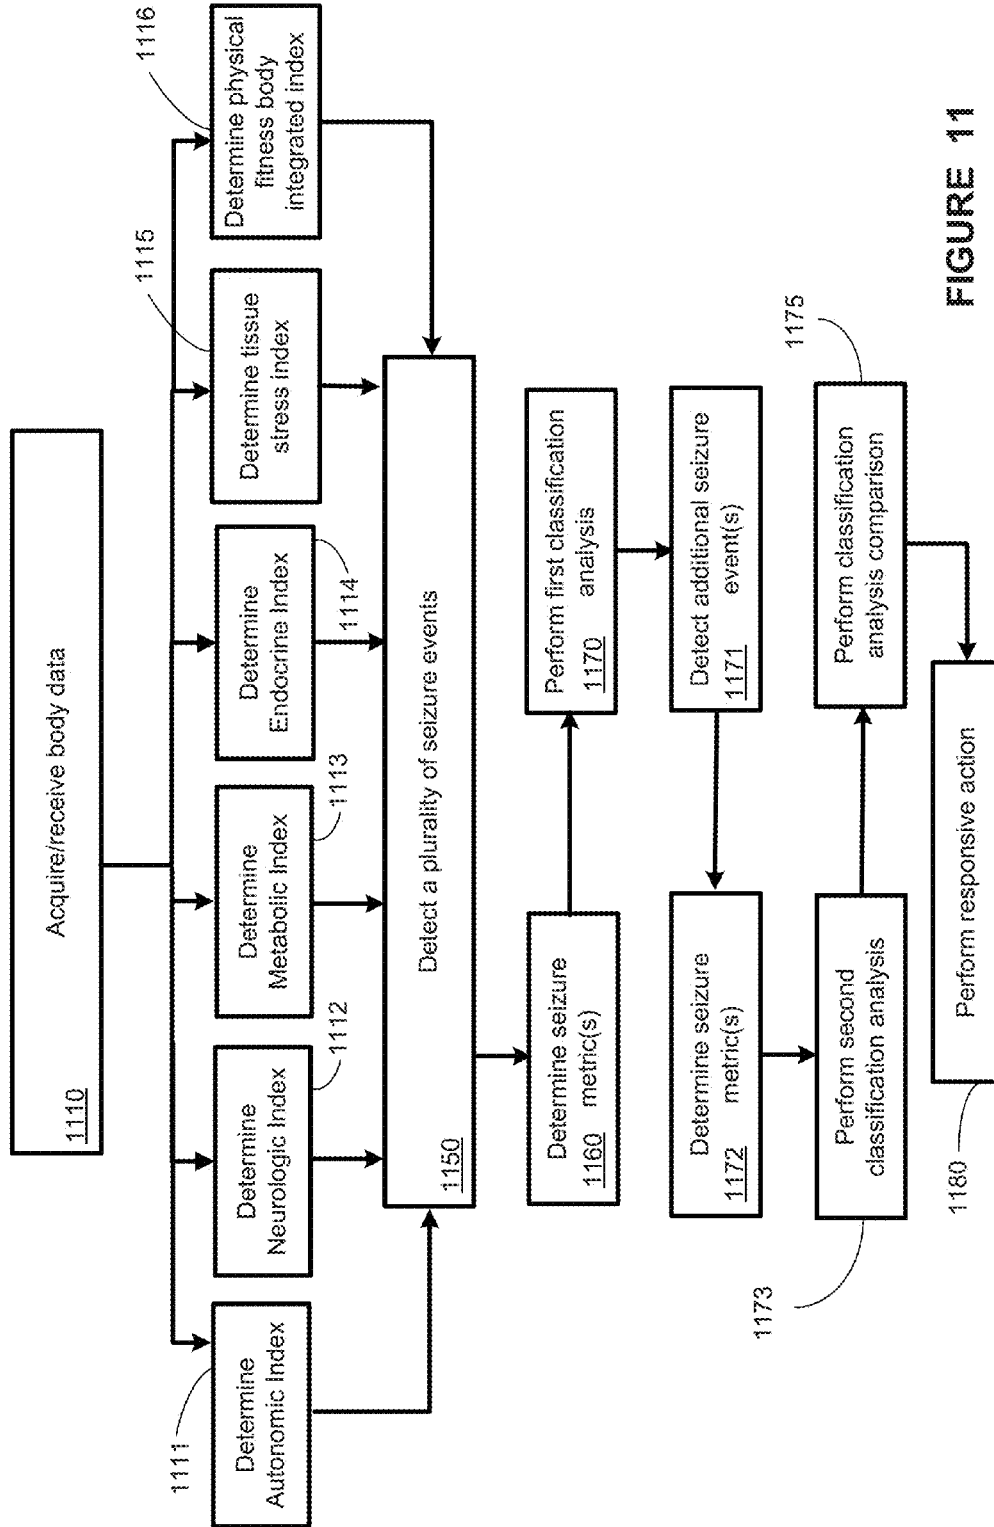 Acquire/receive body data
1110
1111
Determine
Autonomic Index
1112
Determine
Neurologic Index
1113
Determine
Metabolic Index
1114
Determine
Endocrine Index
1115
Determine tissue
stress index
1116
Determine physical
fitness body
integrated index
Detect a plurality of seizure events
1150
Determine seizure
1160 metric(s)
Perform first classification
1170 analysis
Detect additional seizure
1171 event(s)
Determine seizure
1172 metric(s)
Perform second
classification analysis
1173
Perform classification
analysis comparison
1175
Perform responsive action
1180
FIGURE 11